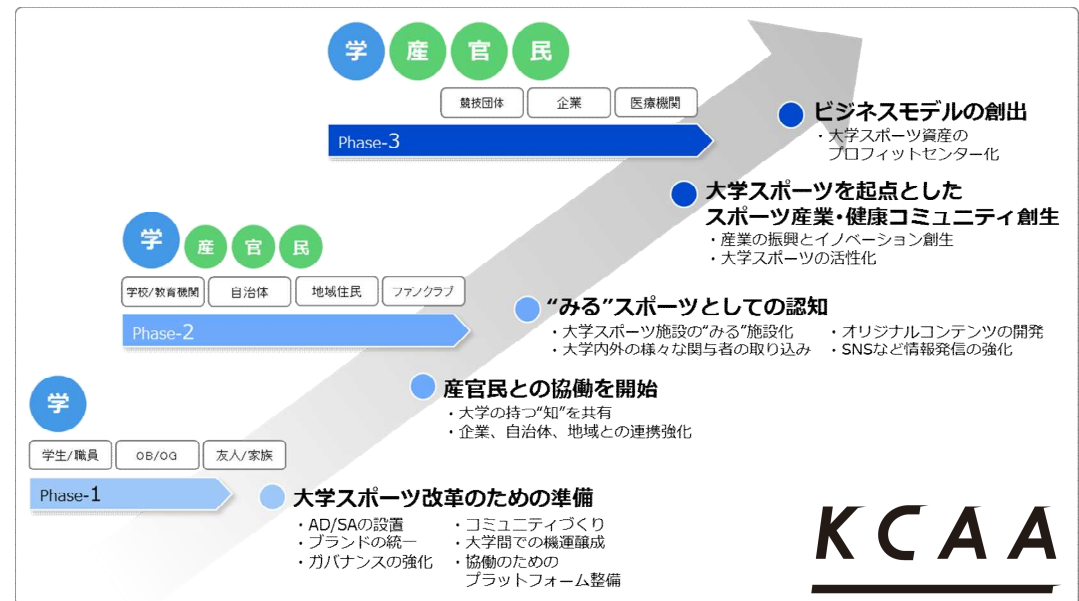 学 産 官 民
競技団体 企業 医療機関
Phase-3
ビジネスモデルの創出
・大学スポーツ資産の
プロフィットセンター化
大学スポーツを起点とした
スポーツ産業・健康コミュニティ創生
・産業の振興とイノベーション創生
・大学スポーツの活性化
学 産 官 民
学校/教育機関 自治体 地域住民 ファンクラブ
Phase-2
“みる”スポーツとしての認知
・大学スポーツ施設の“みる”施設化 ・オリジナルコンテンツの開発
・大学内外の様々な関与者の取り込み ・SNSなど情報発信の強化
産官民との協働を開始
・大学の持つ“知”を共有
・企業、自治体、地域との連携強化
学
学生/職員 OB/OG 友人/家族
Phase-1
大学スポーツ改革のための準備
・AD/SAの設置 ・コミュニティづくり
・ブランドの統一 ・大学間での機運醸成
・ガバナンスの強化 ・協働のための
プラットフォーム整備
KCAA